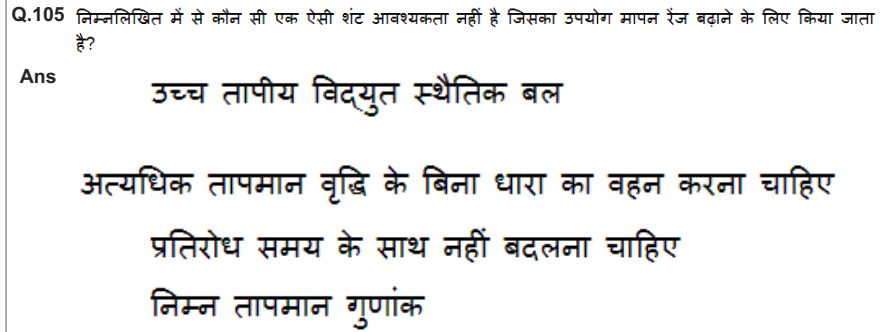 Q.105 निम्नलिखित में से कौन सी एक ऐसी शंट आवश्यकता नहीं है जिसका उपयोग मापन रेंज बढ़ाने के लिए किया जाता
है?
Ans
उच्च तापीय विद्युत स्थैतिक बल
अत्यधिक तापमान वृद्धि के बिना धारा का वहन करना चाहिए
प्रतिरोध समय के साथ नहीं बदलना चाहिए
निम्न तापमान गुणांक